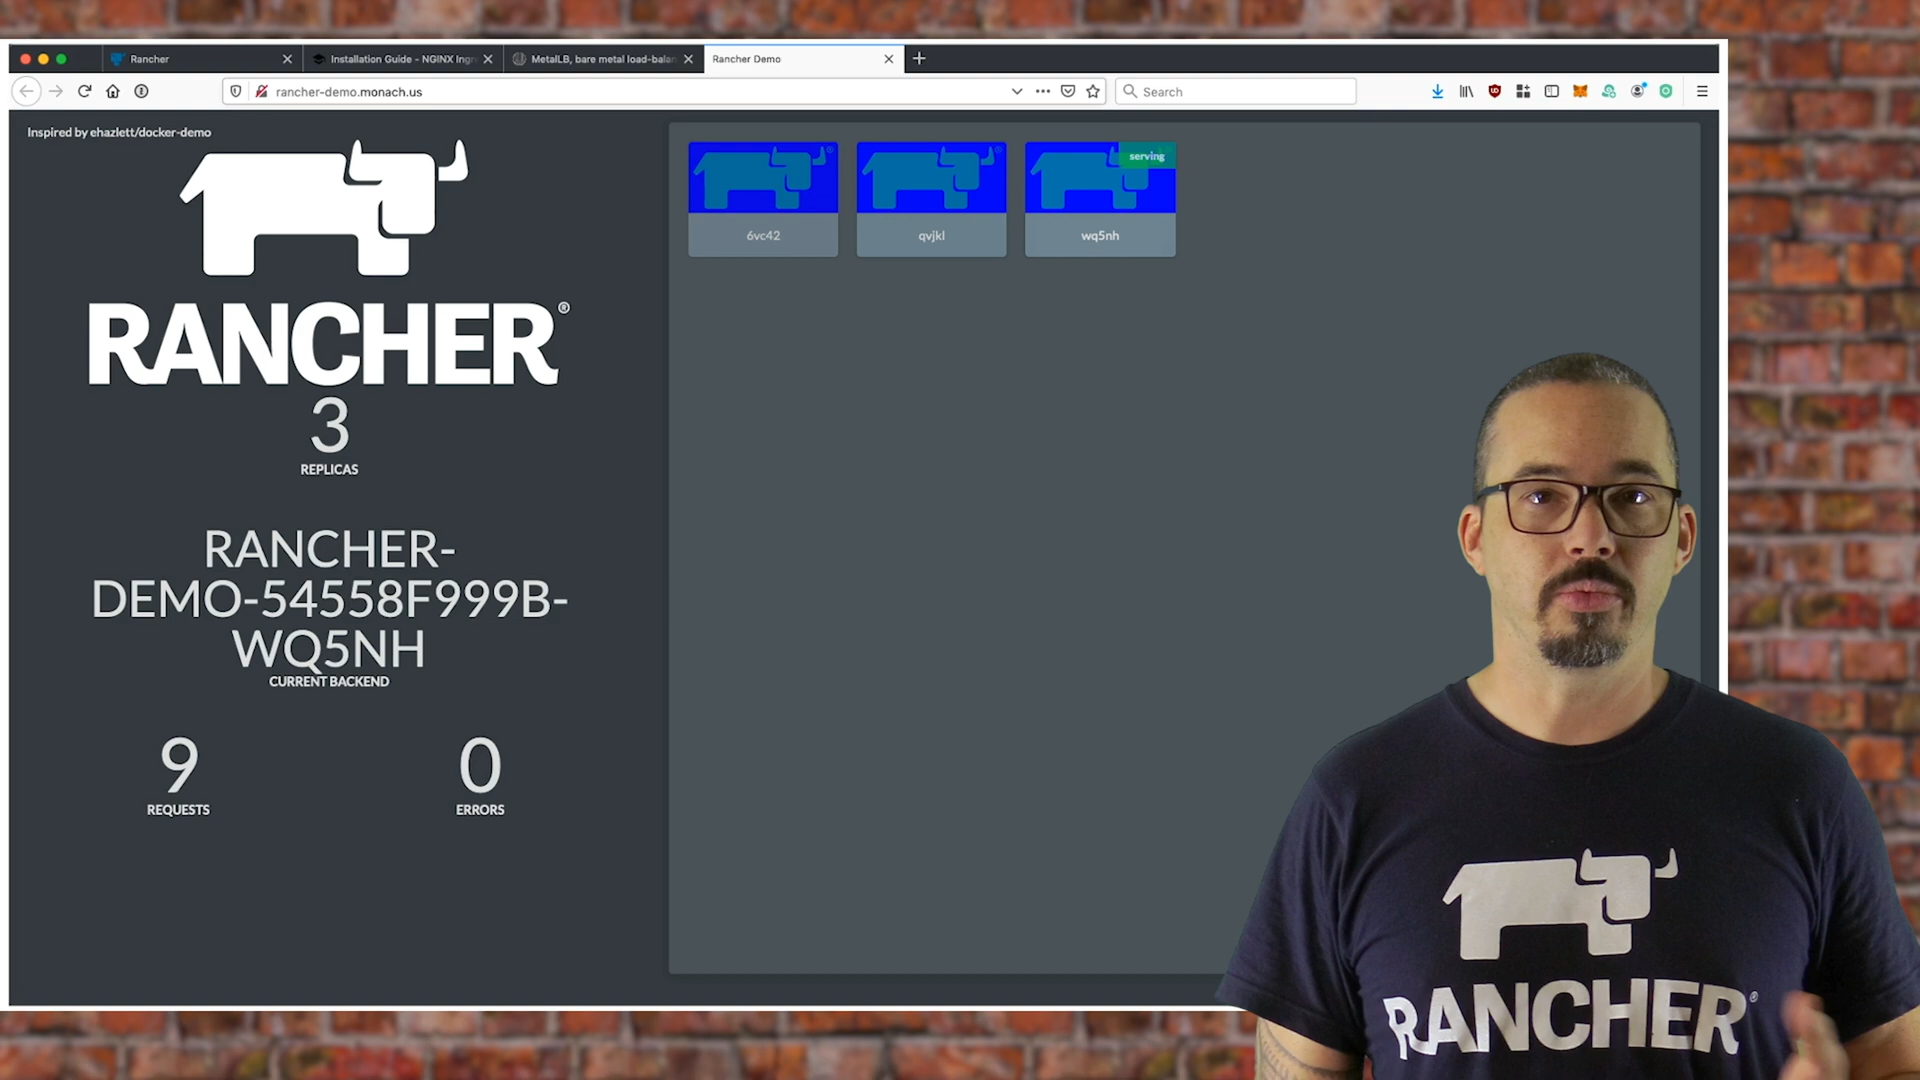 Rancher
Installation Guide - NGINX Ingr
MetalLB, bare metal load-balan
Rancher Demo
rancher-demo.monach.us
Search
Inspired by ehazlett/docker-demo
RANCHER®
3
REPLICAS
RANCHER-
DEMO-54558F999B-
WQ5NH
CURRENT BACKEND
9
REQUESTS
0
ERRORS
6vc42
qvjkl
serving
wq5nh
RANCHER®